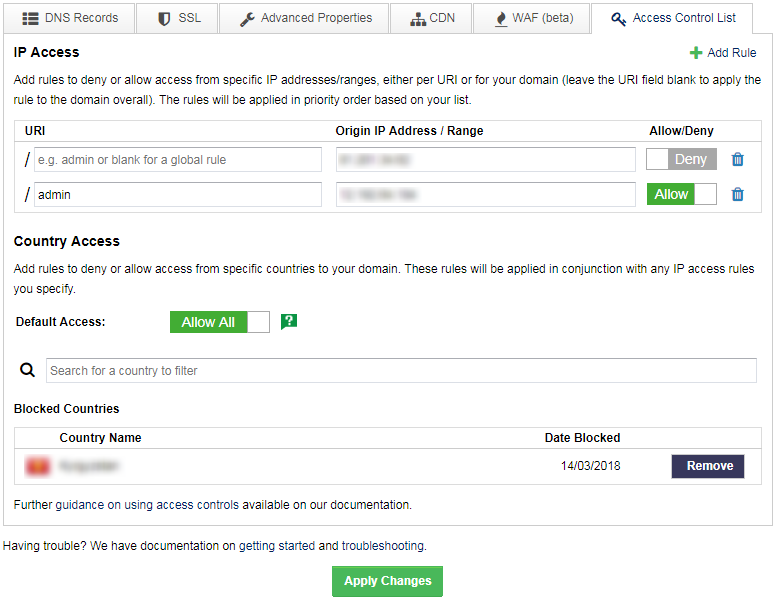 DNS Records SSL Advanced Properties CDN WAF (beta) Access Control List
IP Access Add Rule
Add rules to deny or allow access from specific IP addresses/ranges, either per URI or for your domain (leave the URI field blank to apply the
rule to the domain overall). The rules will be applied in priority order based on your list.
URI Origin IP Address / Range Allow/Deny
/ e.g. admin or blank for a global rule Deny
/ admin Allow
Country Access
Add rules to deny or allow access from specific countries to your domain. These rules will be applied in conjunction with any IP access rules
you specify.
Default Access: Allow All ?
Search for a country to filter
Blocked Countries
Country Name Date Blocked
14/03/2018 Remove
Further guidance on using access controls available on our documentation.
Having trouble? We have documentation on getting started and troubleshooting.
Apply Changes